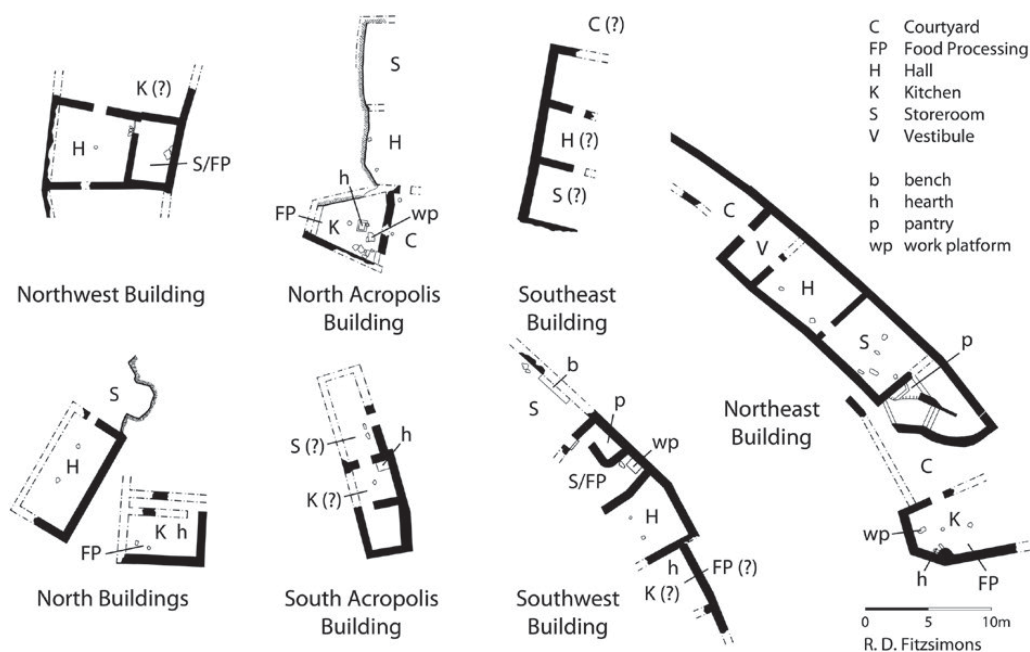 K (?)
H
S/FP
Northwest Building
S
H
h
FP
K
wp
C
North Acropolis
Building
C (?)
H (?)
S (?)
Southeast
Building
C
V
H
S
p
Northeast
Building
C
K
wp
h
FP
C Courtyard
FP Food Processing
H Hall
K Kitchen
S Storeroom
V Vestibule
b bench
h hearth
p pantry
wp work platform
S
H
K h
FP
North Buildings
S (?)
h
K (?)
South Acropolis
Building
b
S
p
wp
S/FP
H
h
FP (?)
K (?)
Southwest
Building
0 5 10m
R. D. Fitzsimons